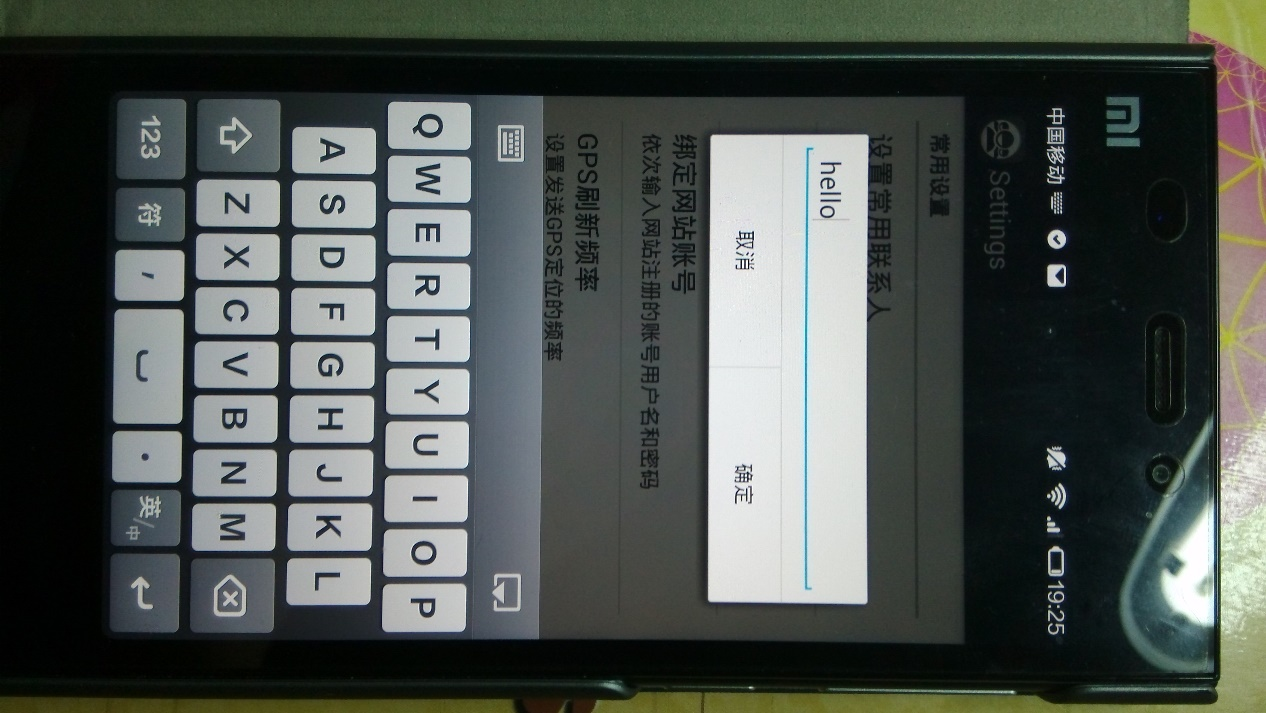 MI
中国移动 19:25
Settings
常用设置
设置常用联系人
hello
取消 确定
绑定网站账号
依次输入网站注册的账号用户名和密码
GPS刷新频率
设置发送GPS定位的频率
Q W E R T Y U I O P
A S D F G H J K L
Z X C V B N M
123 符 , . 英/中